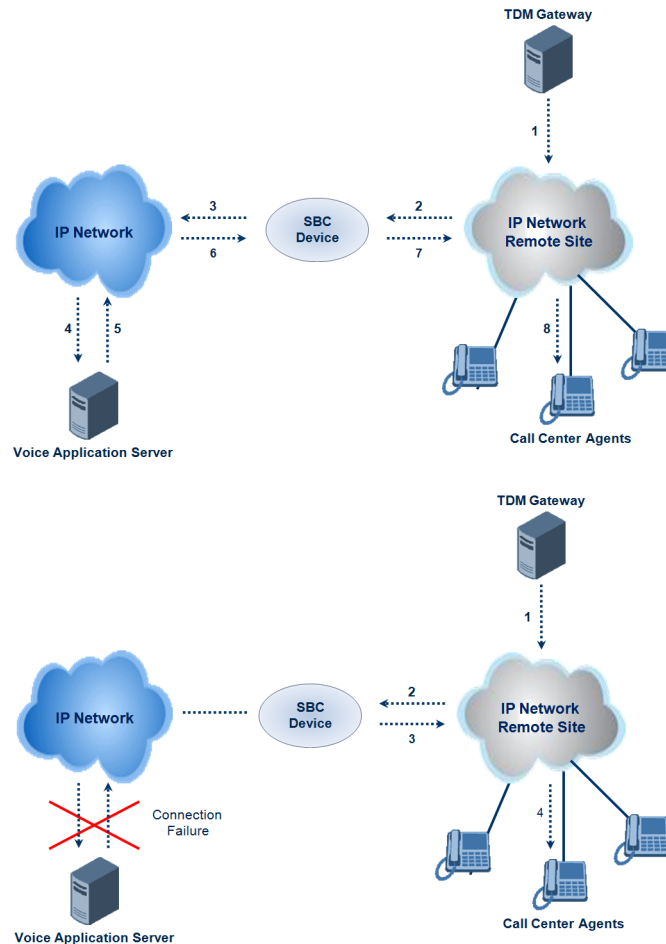 TDM Gateway
1
3
2
IP Network
SBC
Device
IP Network
Remote Site
6
7
4
5
8
Voice Application Server
Call Center Agents
TDM Gateway
1
2
IP Network
SBC
Device
IP Network
Remote Site
3
Connection
Failure
4
Call Center Agents
Voice Application Server